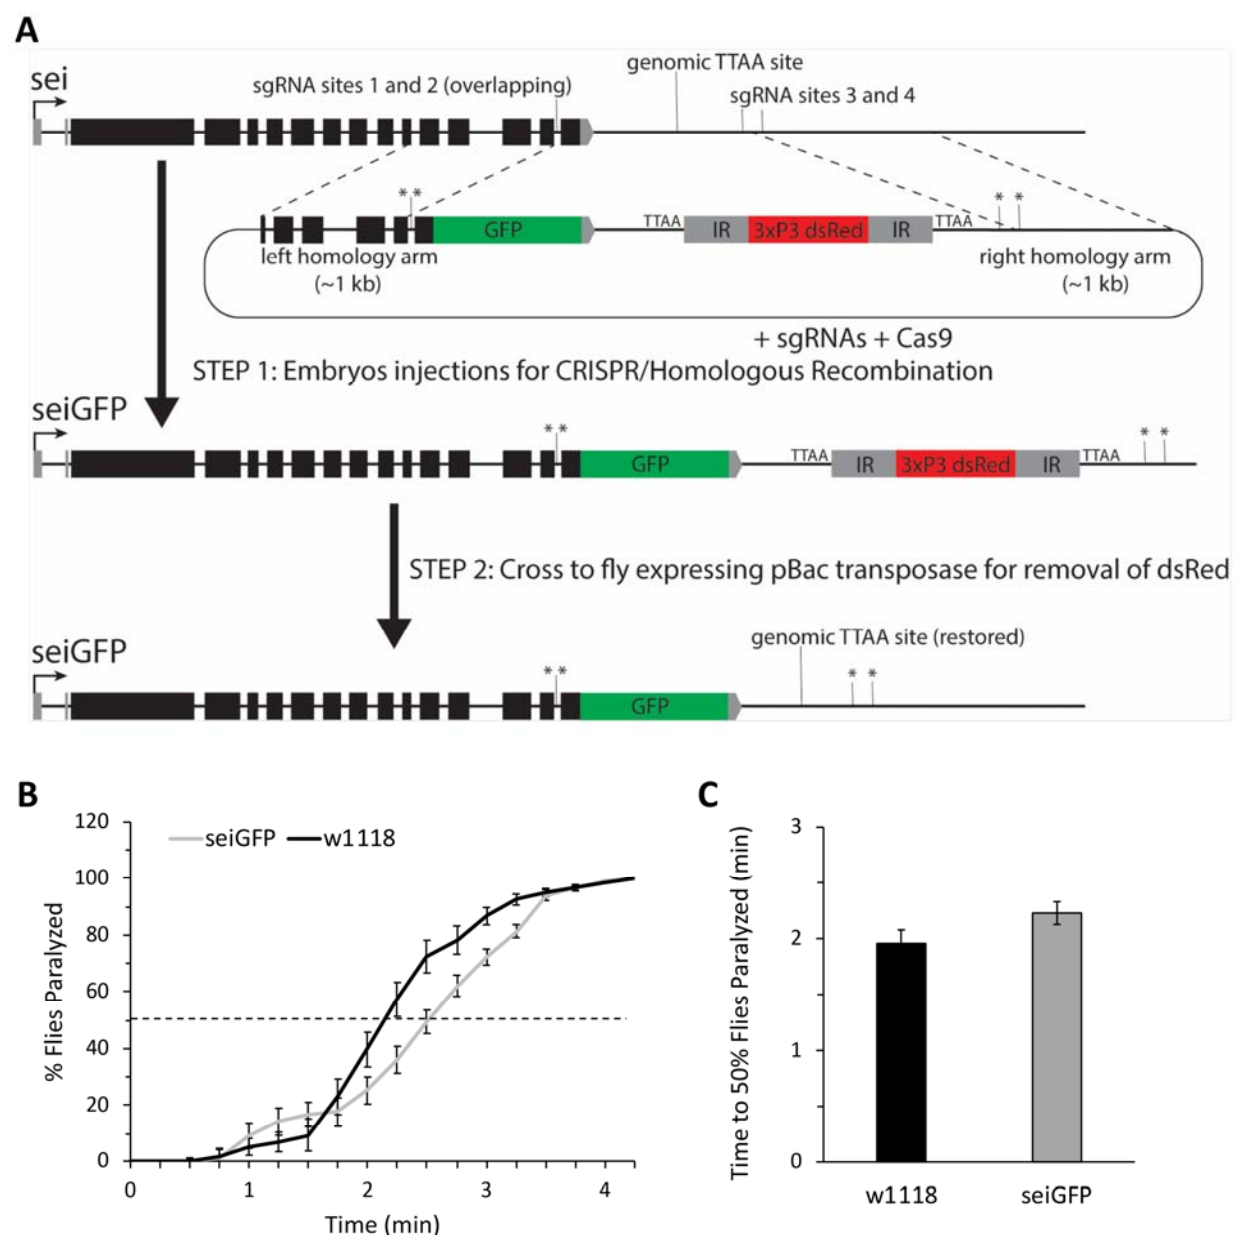 A
sei
sgRNA sites 1 and 2 (overlapping)
genomic TTAA site
sgRNA sites 3 and 4
**
* *
GFP
TTAA
IR
3xP3 dsRed
IR
TTAA
left homology arm
(~1 kb)
right homology arm
(~1 kb)
+ sgRNAs + Cas9
STEP 1: Embryos injections for CRISPR/Homologous Recombination
seiGFP
**
* *
GFP
TTAA
IR
3xP3 dsRed
IR
TTAA
STEP 2: Cross to fly expressing pBac transposase for removal of dsRed
seiGFP
genomic TTAA site (restored)
**
* *
GFP
B
% Flies Paralyzed
120
100
80
60
40
20
0
seiGFP
w1118
0 1 2 3 4
Time (min)
C
Time to 50% Flies Paralyzed (min)
3
2
1
0
w1118 seiGFP